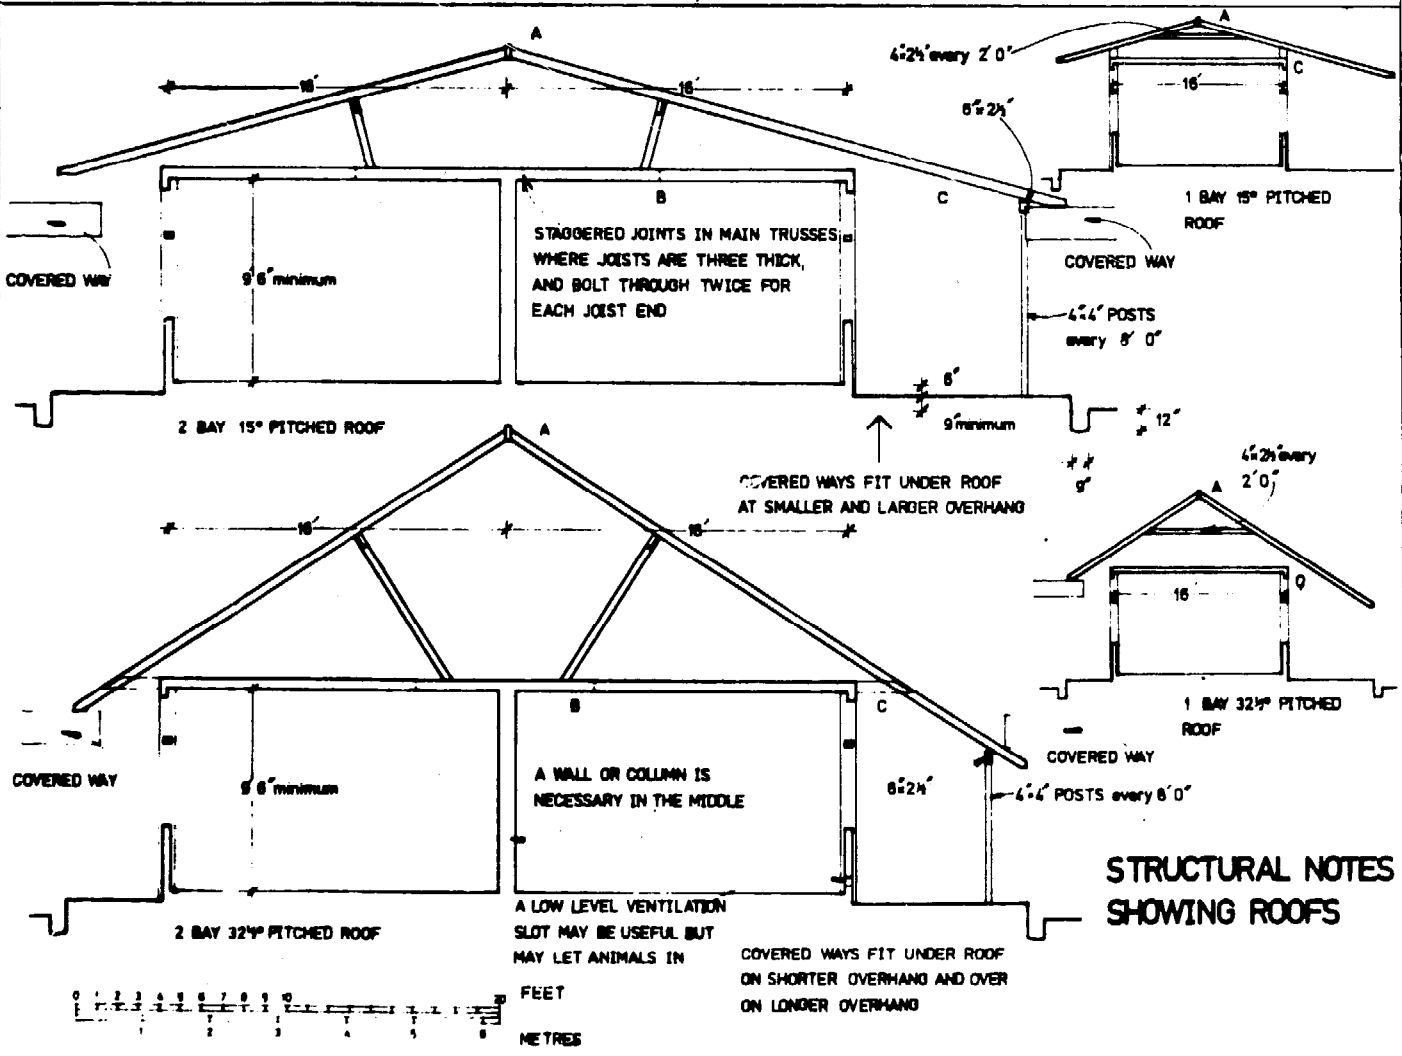 A
16'
16'
B
C
COVERED WAY
9'6" minimum
STAGGERED JOINTS IN MAIN TRUSSES
WHERE JOISTS ARE THREE THICK,
AND BOLT THROUGH TWICE FOR
EACH JOIST END
6"x2½"
COVERED WAY
4"x4" POSTS
every 8' 0"
6"
9" minimum
12"
9"
2 BAY 15° PITCHED ROOF
COVERED WAYS FIT UNDER ROOF
AT SMALLER AND LARGER OVERHANG
4"x2½" every 2' 0"
A
C
16'
1 BAY 15° PITCHED
ROOF
A
16'
16'
B
C
COVERED WAY
9'6" minimum
A WALL OR COLUMN IS
NECESSARY IN THE MIDDLE
6"x2½"
COVERED WAY
4"x4" POSTS every 8'0"
2 BAY 32½° PITCHED ROOF
A LOW LEVEL VENTILATION
SLOT MAY BE USEFUL BUT
MAY LET ANIMALS IN
COVERED WAYS FIT UNDER ROOF
ON SHORTER OVERHANG AND OVER
ON LONGER OVERHANG
4"x2½" every
2' 0"
A
16
1 BAY 32½° PITCHED
ROOF
STRUCTURAL NOTES
SHOWING ROOFS
0 1 2 3 4 5 6 7 8 9 10 20
FEET
1 2 3 4 5 6
METRES